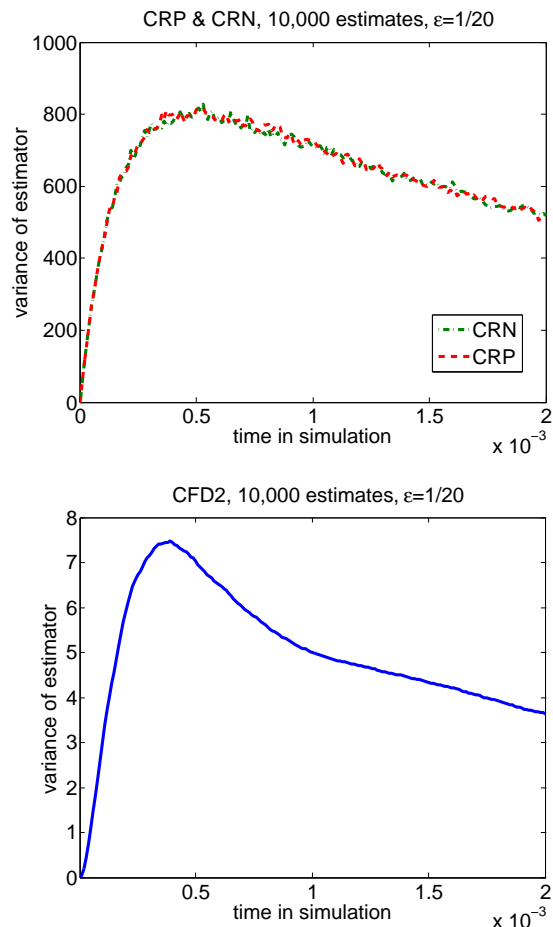 CRP & CRN, 10,000 estimates, ε=1/20
1000
800
600
400
200
0
variance of estimator
CRN
CRP
0
0.5
1
1.5
2
time in simulation
x 10⁻³
CFD2, 10,000 estimates, ε=1/20
8
7
6
5
4
3
2
1
0
variance of estimator
0
0.5
1
1.5
2
time in simulation
x 10⁻³